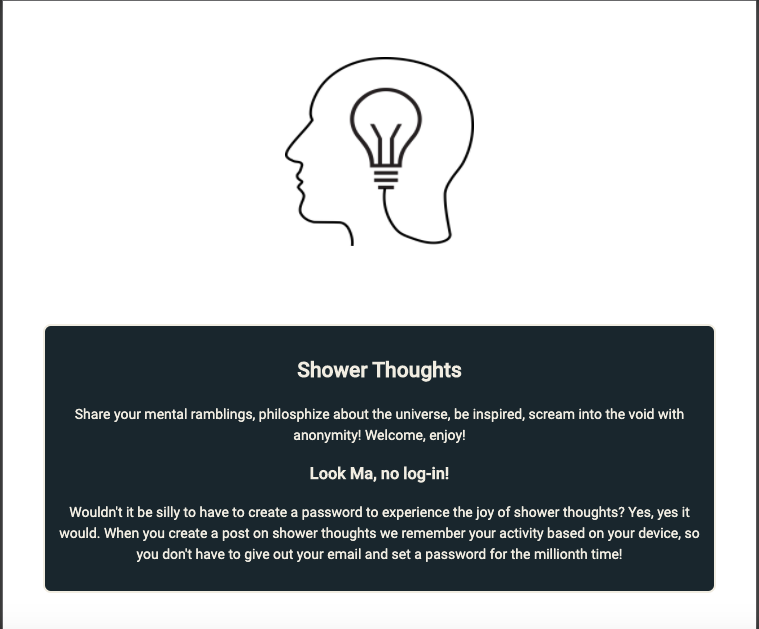 Shower Thoughts
Share your mental ramblings, philosphize about the universe, be inspired, scream into the void with
anonymity! Welcome, enjoy!
Look Ma, no log-in!
Wouldn't it be silly to have to create a password to experience the joy of shower thoughts? Yes, yes it
would. When you create a post on shower thoughts we remember your activity based on your device, so
you don't have to give out your email and set a password for the millionth time!